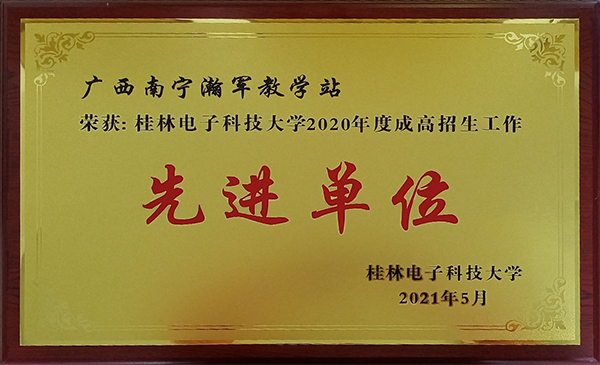 广西南宁瀚军教学站
荣获: 桂林电子科技大学2020年度成高招生工作
先进单位
桂林电子科技大学
2021年5月